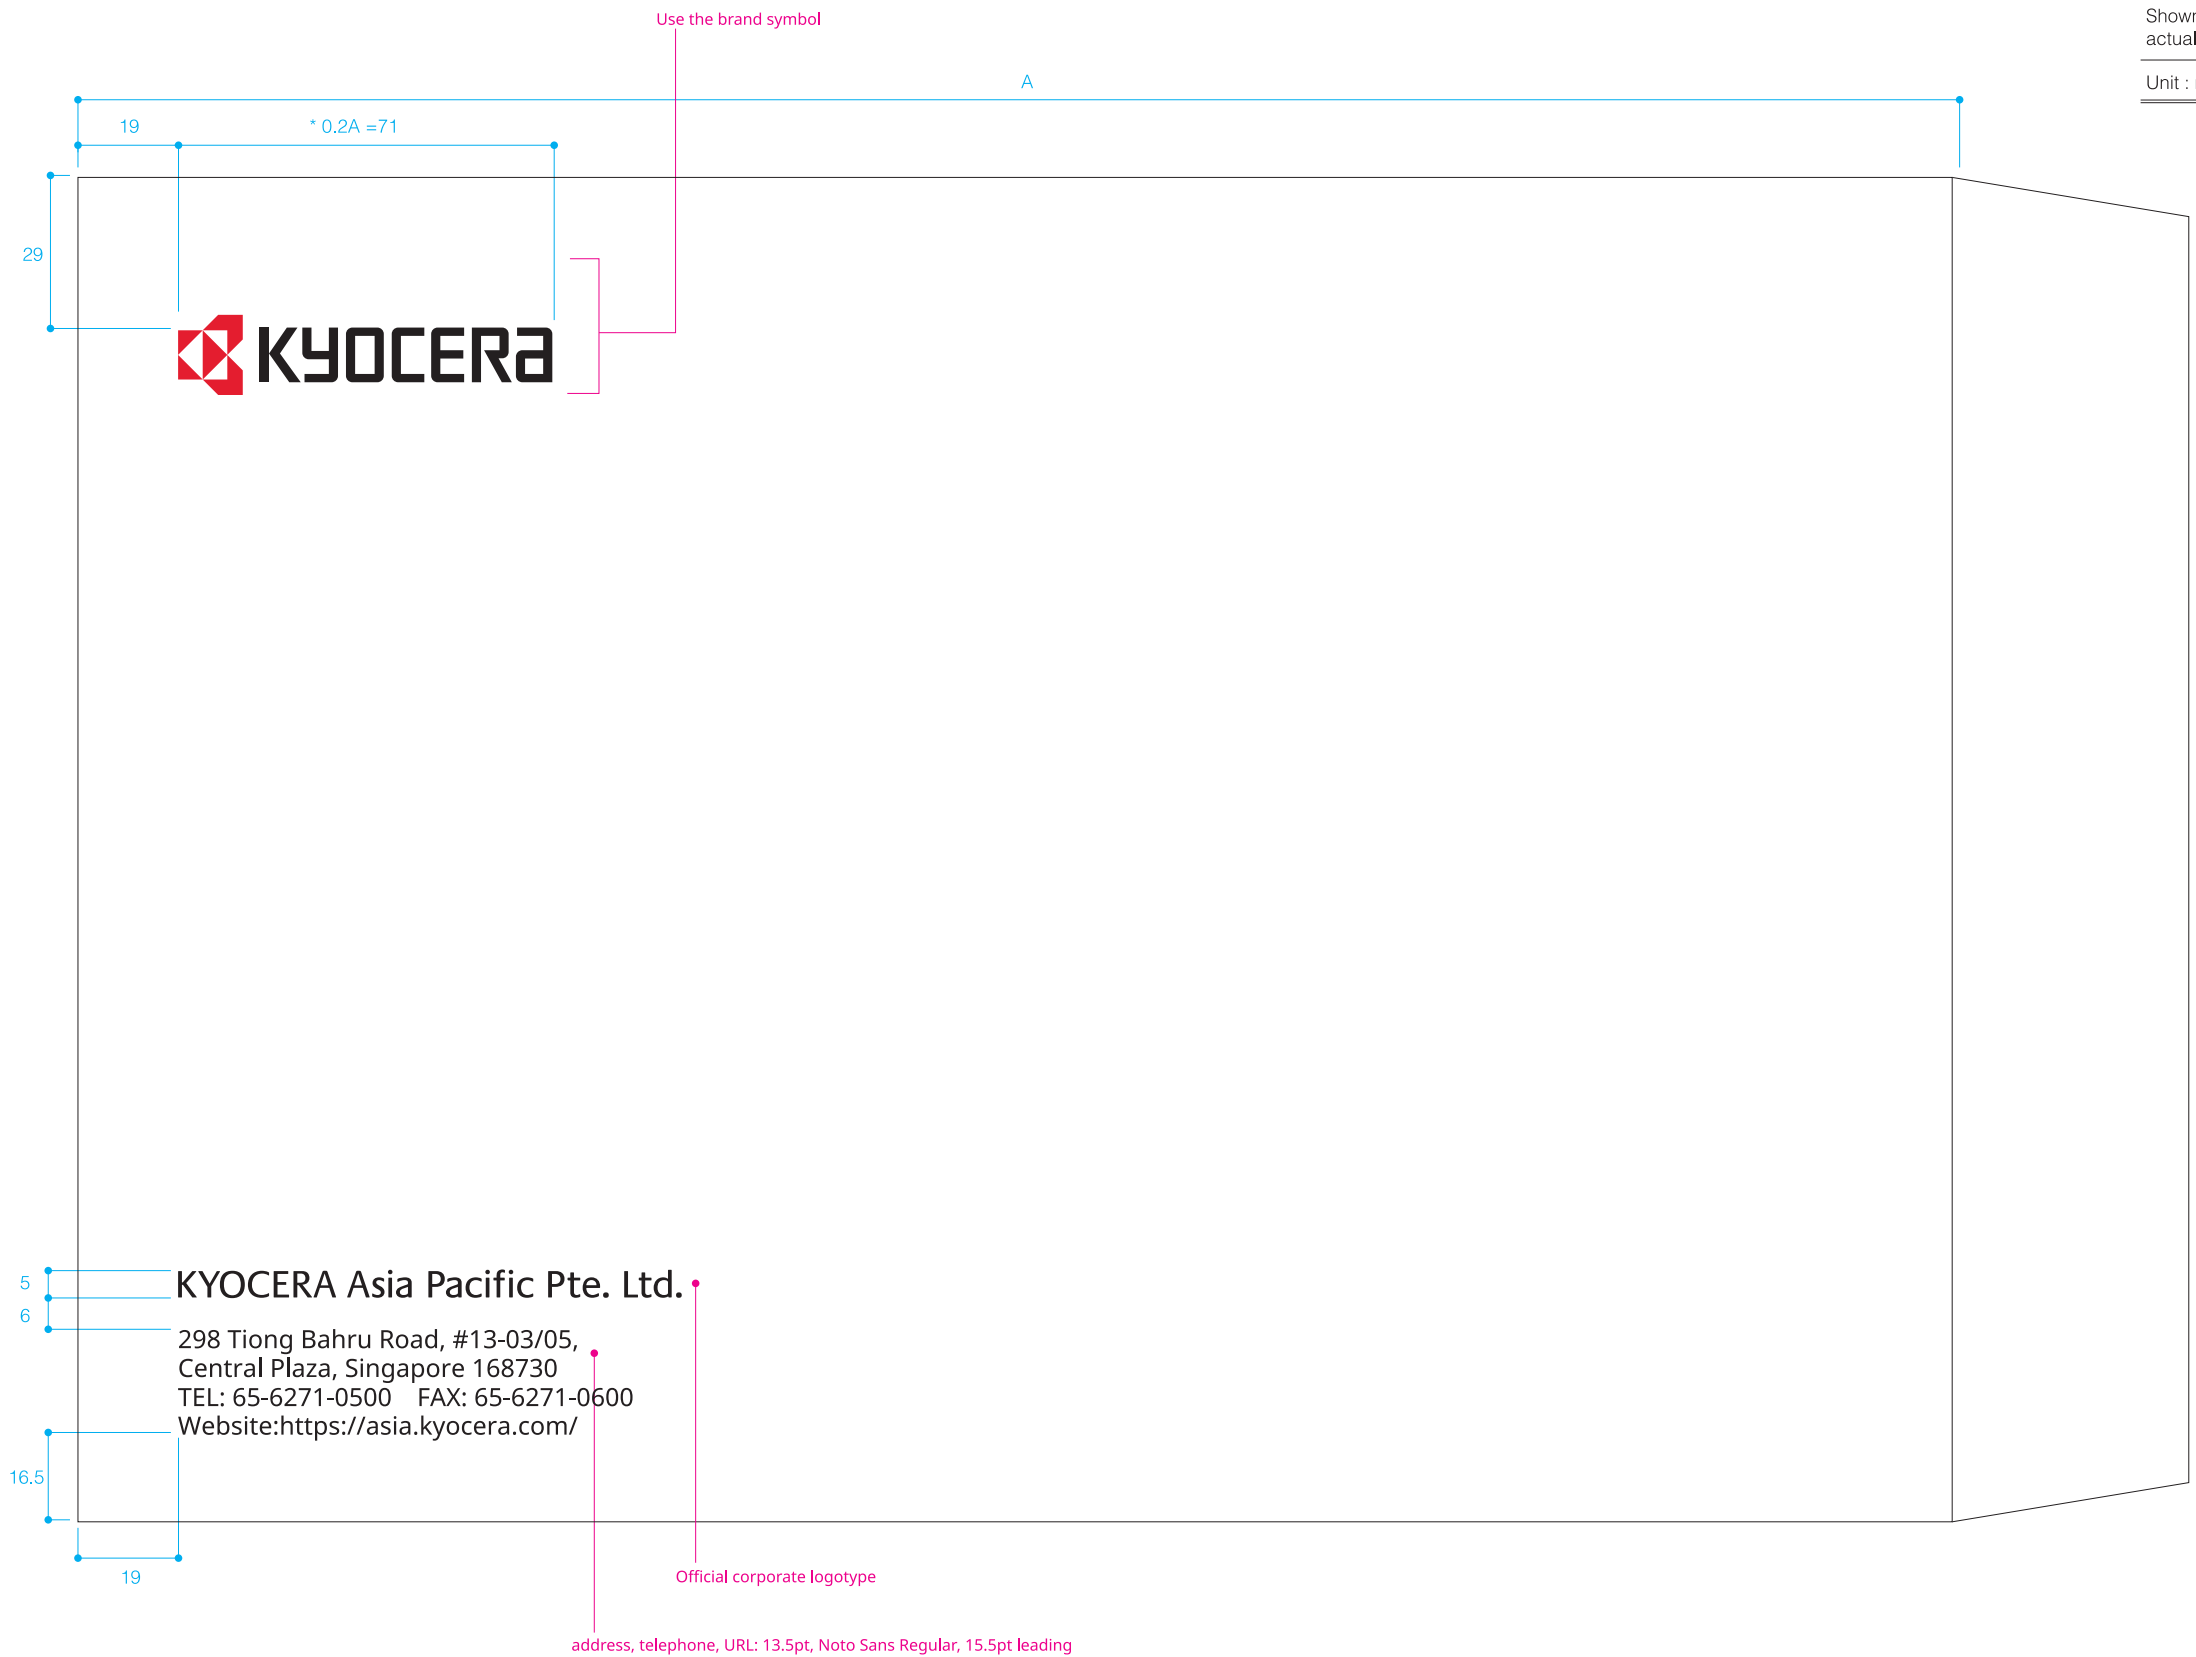 Use the brand symbol
Shown
actual
Unit :
A
19
* 0.2A =71
29
KYOCERA
5
6
KYOCERA Asia Pacific Pte. Ltd.
298 Tiong Bahru Road, #13-03/05,
Central Plaza, Singapore 168730
TEL: 65-6271-0500 FAX: 65-6271-0600
Website:https://asia.kyocera.com/
16.5
19
Official corporate logotype
address, telephone, URL: 13.5pt, Noto Sans Regular, 15.5pt leading